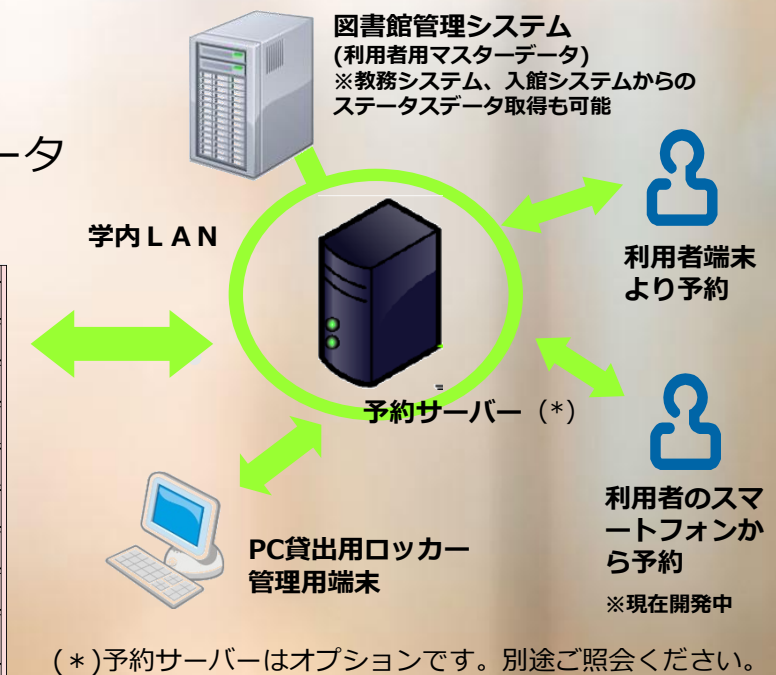 図書館管理システム
(利用者用マスターデータ)
※教務システム、入館システムからの
ステータスデータ取得も可能
ータ
学内ＬＡＮ
利用者端末
より予約
予約サーバー（*）
利用者のスマ
ートフォンか
ら予約
※現在開発中
PC貸出用ロッカー
管理用端末
(＊)予約サーバーはオプションです。別途ご照会ください。